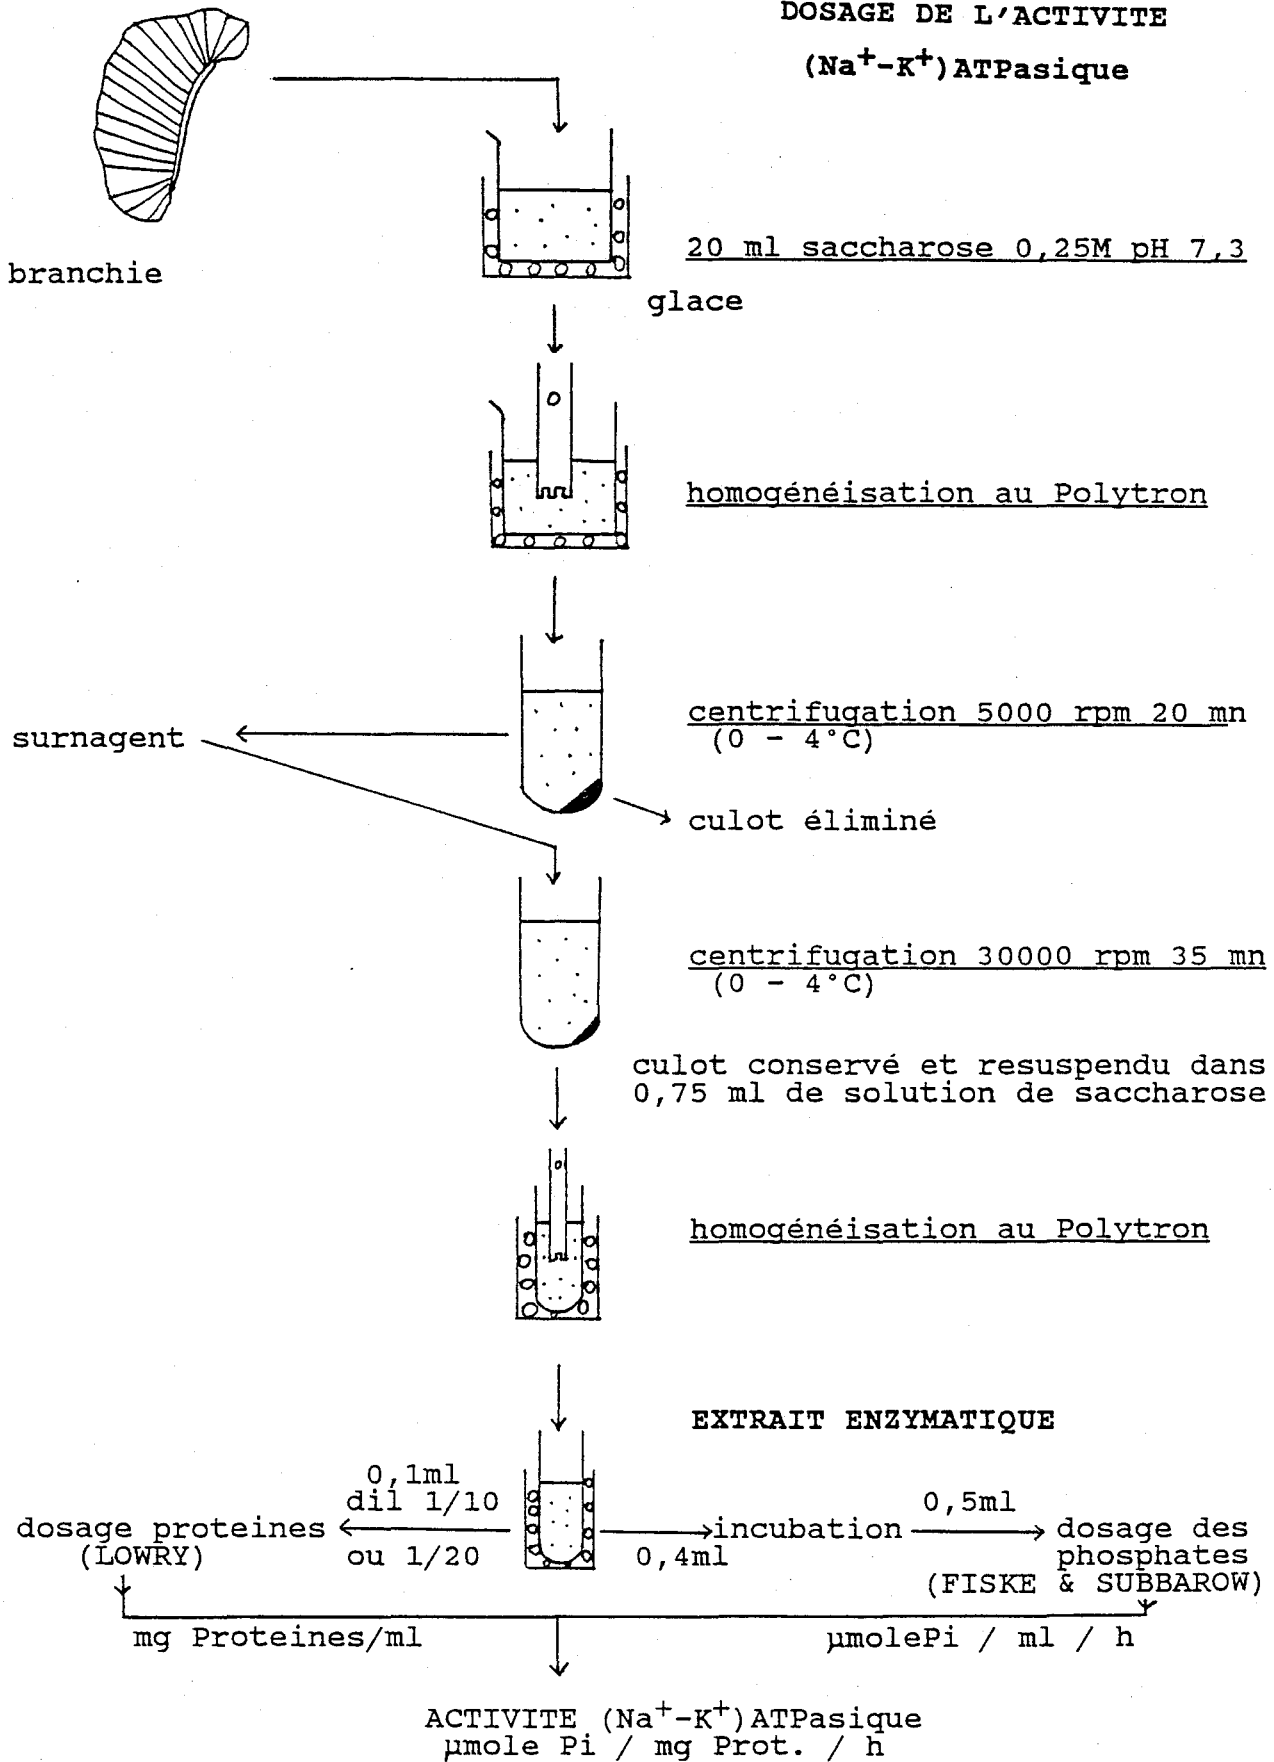 DOSAGE DE L'ACTIVITE
(Na+-K+)ATPasique
branchie
20 ml saccharose 0,25M pH 7,3
glace
homogénéisation au Polytron
centrifugation 5000 rpm 20 mn
(0 - 4°C)
surnagent
culot éliminé
centrifugation 30000 rpm 35 mn
(0 - 4°C)
culot conservé et resuspendu dans
0,75 ml de solution de saccharose
homogénéisation au Polytron
EXTRAIT ENZYMATIQUE
0,1ml
dil 1/10
ou 1/20
dosage proteines
(LOWRY)
0,4ml
incubation
0,5ml
dosage des
phosphates
(FISKE & SUBBAROW)
mg Proteines/ml
µmolePi / ml / h
ACTIVITE (Na+-K+)ATPasique
µmole Pi / mg Prot. / h